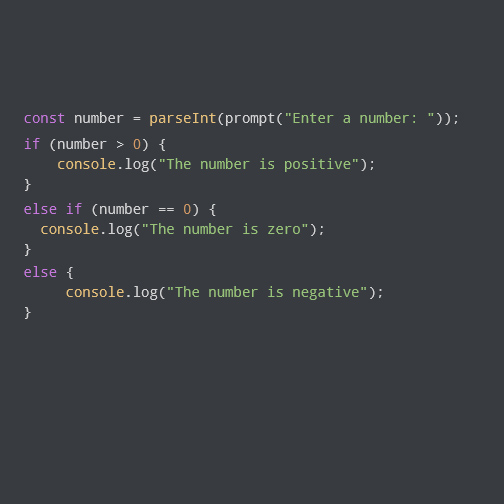 const number = parseInt(prompt("Enter a number: "));
if (number > 0) {
    console.log("The number is positive");
}
else if (number == 0) {
  console.log("The number is zero");
}
else {
     console.log("The number is negative");
}